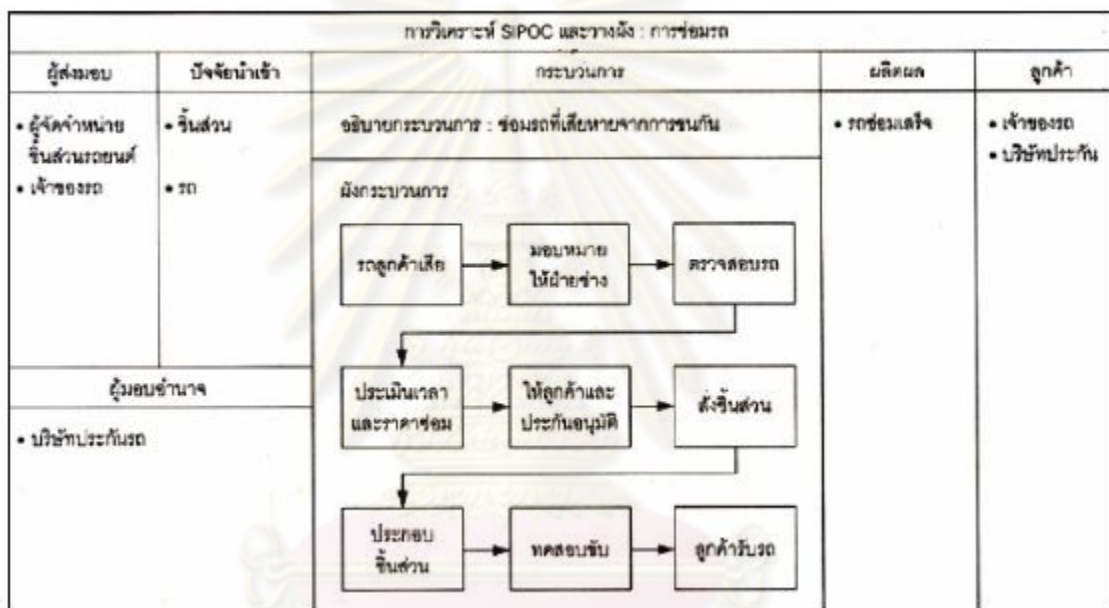 การวิเคราะห์ SIPOC และวางผัง : การซ่อมรถ
ผู้ส่งมอบ
ปัจจัยนำเข้า
กระบวนการ
ผลิตผล
ลูกค้า
• ผู้จัดจำหน่าย
ชิ้นส่วนรถยนต์
• เจ้าของรถ
• ชิ้นส่วน
• รถ
อธิบายกระบวนการ : ซ่อมรถที่เสียหายจากการชนกัน
• รถซ่อมเสร็จ
• เจ้าของรถ
• บริษัทประกัน
ผังกระบวนการ
รถลูกค้าเสีย
มอบหมาย
ให้ฝ่ายช่าง
ตรวจสอบรถ
ผู้มอบอำนาจ
• บริษัทประกันรถ
ประเมินเวลา
และราคาซ่อม
ให้ลูกค้าและ
ประกันอนุมัติ
สั่งชิ้นส่วน
ประกอบ
ชิ้นส่วน
ทดสอบขับ
ลูกค้ารับรถ